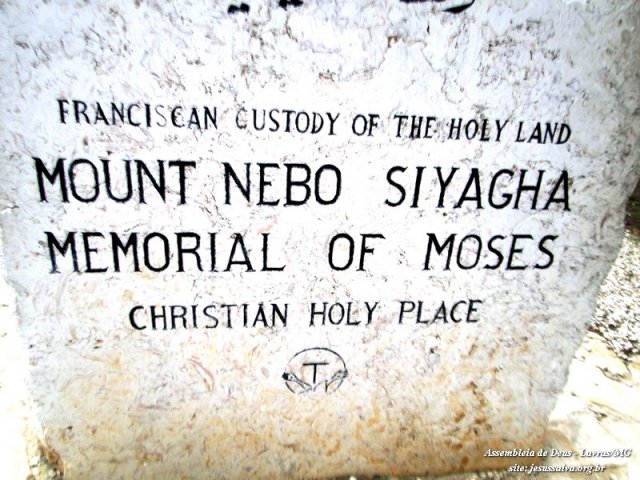 FRANCISCAN CUSTODY OF THE HOLY LAND
MOUNT NEBO SIYAGHA
MEMORIAL OF MOSES
CHRISTIAN HOLY PLACE
T
Assembleia de Deus - Lavras/MG
site: jesussalva.org.br